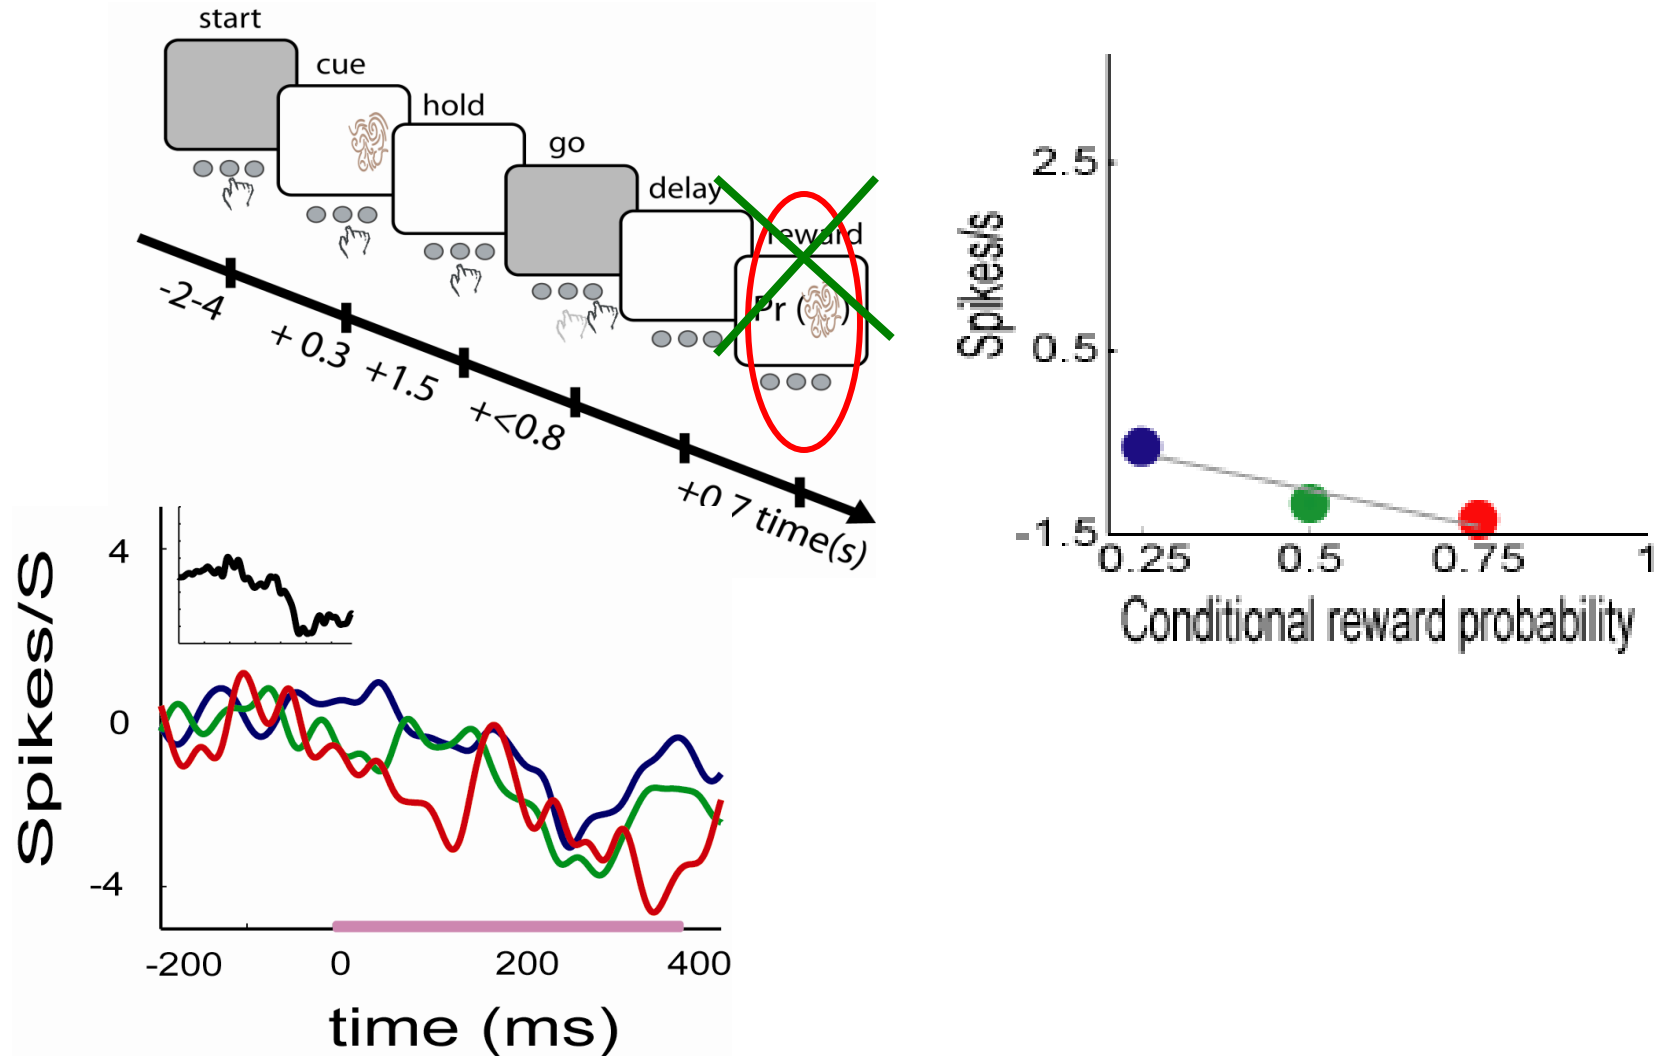 start
cue
hold
go
delay
reward
Pr ( )
-2-4
+ 0.3
+1.5
+<0.8
+0.7 time(s)
Spikes/S
4
0
-4
-200 0 200 400
time (ms)
Spikes/s
2.5
0.5
-1.5
0.25 0.5 0.75 1
Conditional reward probability